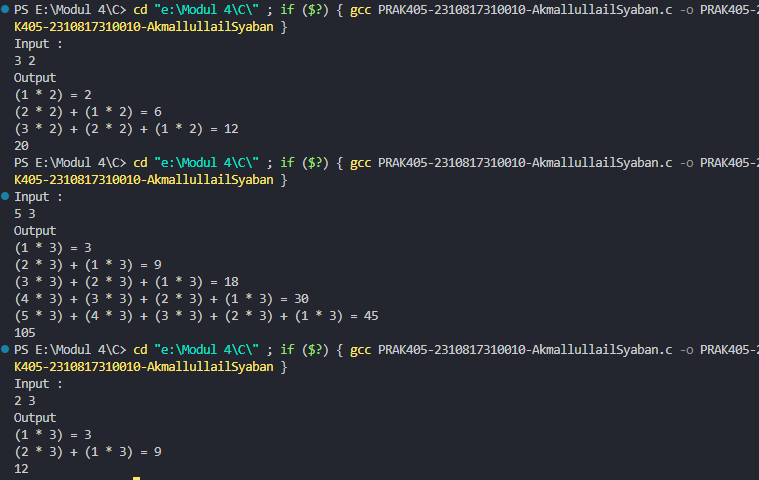 PS E:\Modul 4\C> cd "e:\Modul 4\C\" ; if ($?) { gcc PRAK405-2310817310010-AkmallullailSyaban.c -o PRAK405-2
K405-2310817310010-AkmallullailSyaban }
Input :
3 2
Output
(1 * 2) = 2
(2 * 2) + (1 * 2) = 6
(3 * 2) + (2 * 2) + (1 * 2) = 12
20
PS E:\Modul 4\C> cd "e:\Modul 4\C\" ; if ($?) { gcc PRAK405-2310817310010-AkmallullailSyaban.c -o PRAK405-2
K405-2310817310010-AkmallullailSyaban }
Input :
5 3
Output
(1 * 3) = 3
(2 * 3) + (1 * 3) = 9
(3 * 3) + (2 * 3) + (1 * 3) = 18
(4 * 3) + (3 * 3) + (2 * 3) + (1 * 3) = 30
(5 * 3) + (4 * 3) + (3 * 3) + (2 * 3) + (1 * 3) = 45
105
PS E:\Modul 4\C> cd "e:\Modul 4\C\" ; if ($?) { gcc PRAK405-2310817310010-AkmallullailSyaban.c -o PRAK405-2
K405-2310817310010-AkmallullailSyaban }
Input :
2 3
Output
(1 * 3) = 3
(2 * 3) + (1 * 3) = 9
12